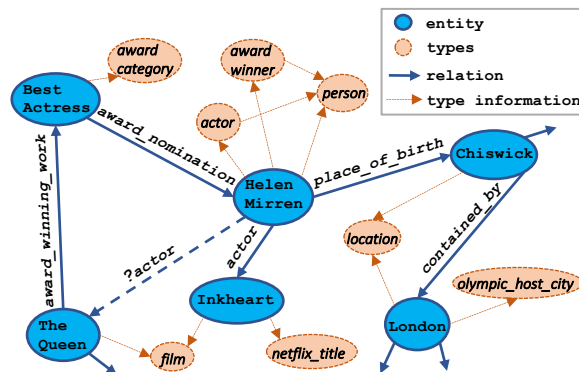 entity
types
relation
type information
award
category
award
winner
person
actor
Best
Actress
award_nomination
award_winning_work
Helen
Mirren
place_of_birth
Chiswick
contained_by
location
olympic_host_city
?actor
actor
Inkheart
London
The
Queen
film
netflix_title